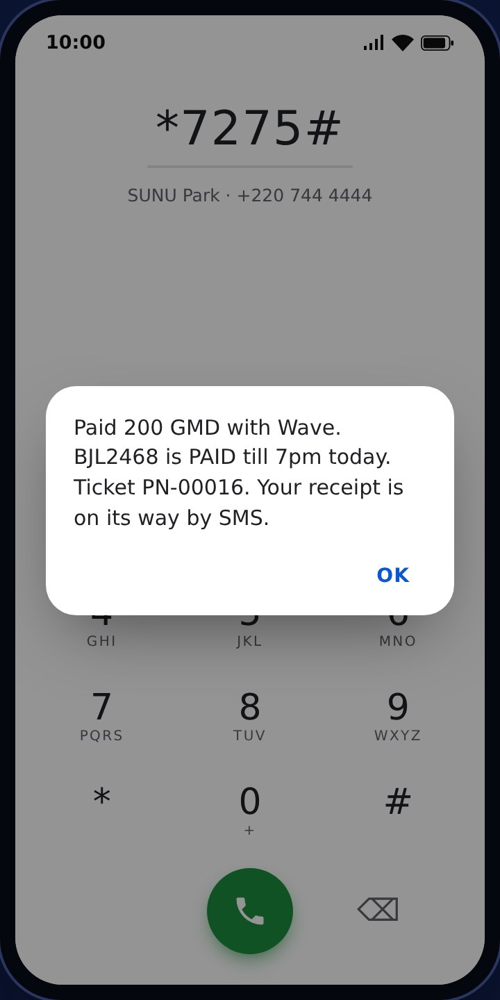 10:00
*7275#
SUNU Park · +220 744 4444
Paid 200 GMD with Wave.
BJL2468 is PAID till 7pm today.
Ticket PN-00016. Your receipt is
on its way by SMS.
OK
4 5 6
GHI JKL MNO
7 8 9
PQRS TUV WXYZ
* 0 #
+